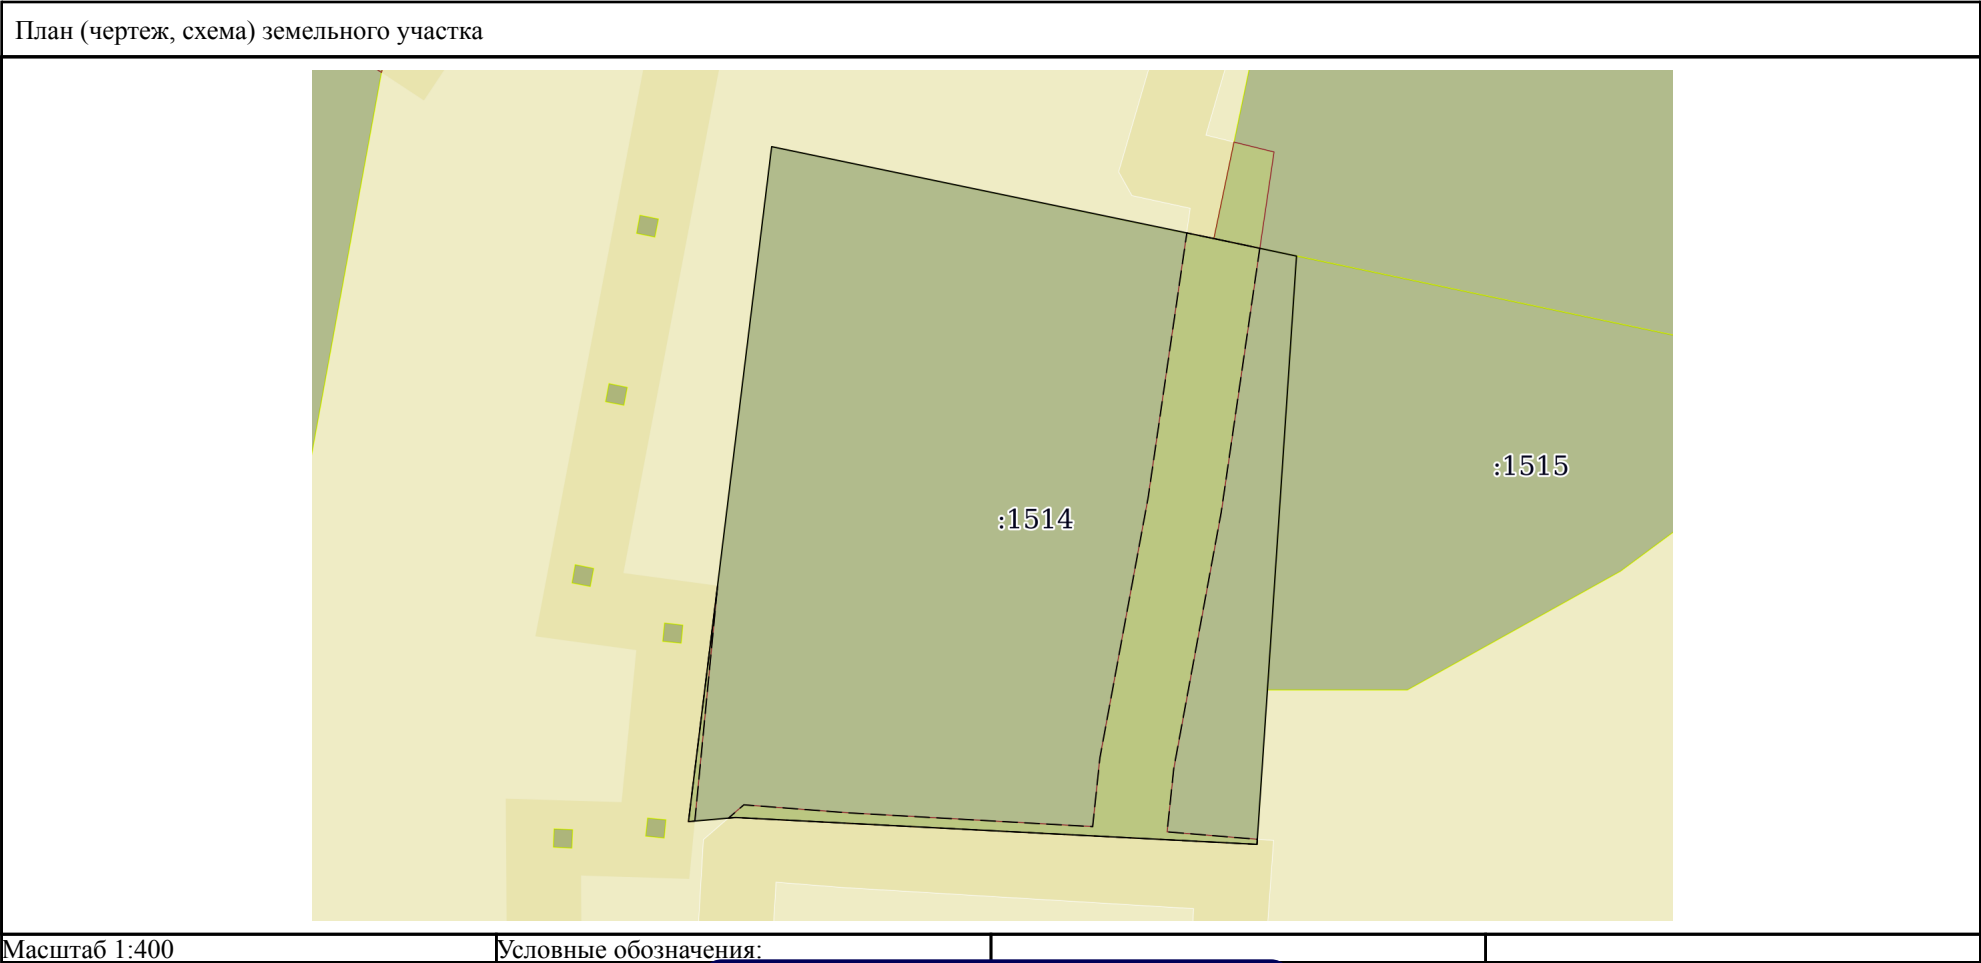 План (чертеж, схема) земельного участка
:1515
:1514
Масштаб 1:400
Условные обозначения: